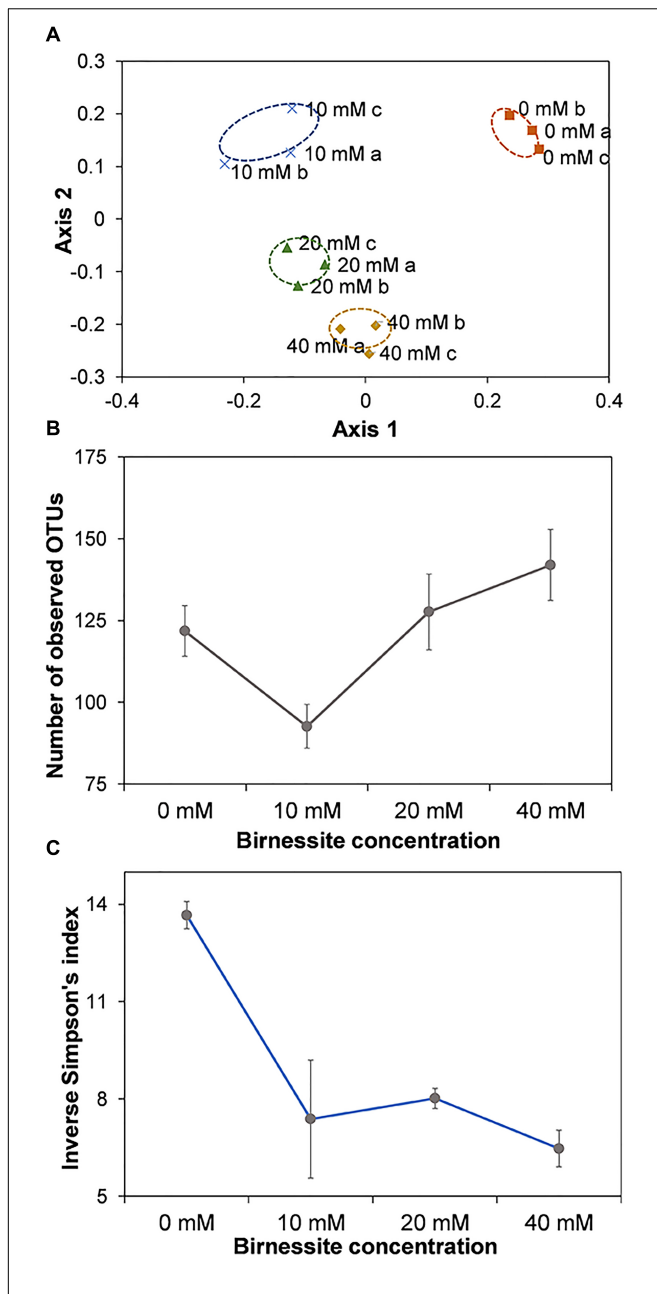 A
0.3
0.2
0.1
0
-0.1
-0.2
-0.3
Axis 2
10 mM c
10 mM a
10 mM b
0 mM b
0 mM a
0 mM c
20 mM c
20 mM a
20 mM b
40 mM b
40 mM a
40 mM c
-0.4
-0.2
0
0.2
0.4
Axis 1
B
175
150
125
100
75
Number of observed OTUs
0 mM
10 mM
20 mM
40 mM
Birnessite concentration
C
14
11
8
5
Inverse Simpson's index
0 mM
10 mM
20 mM
40 mM
Birnessite concentration